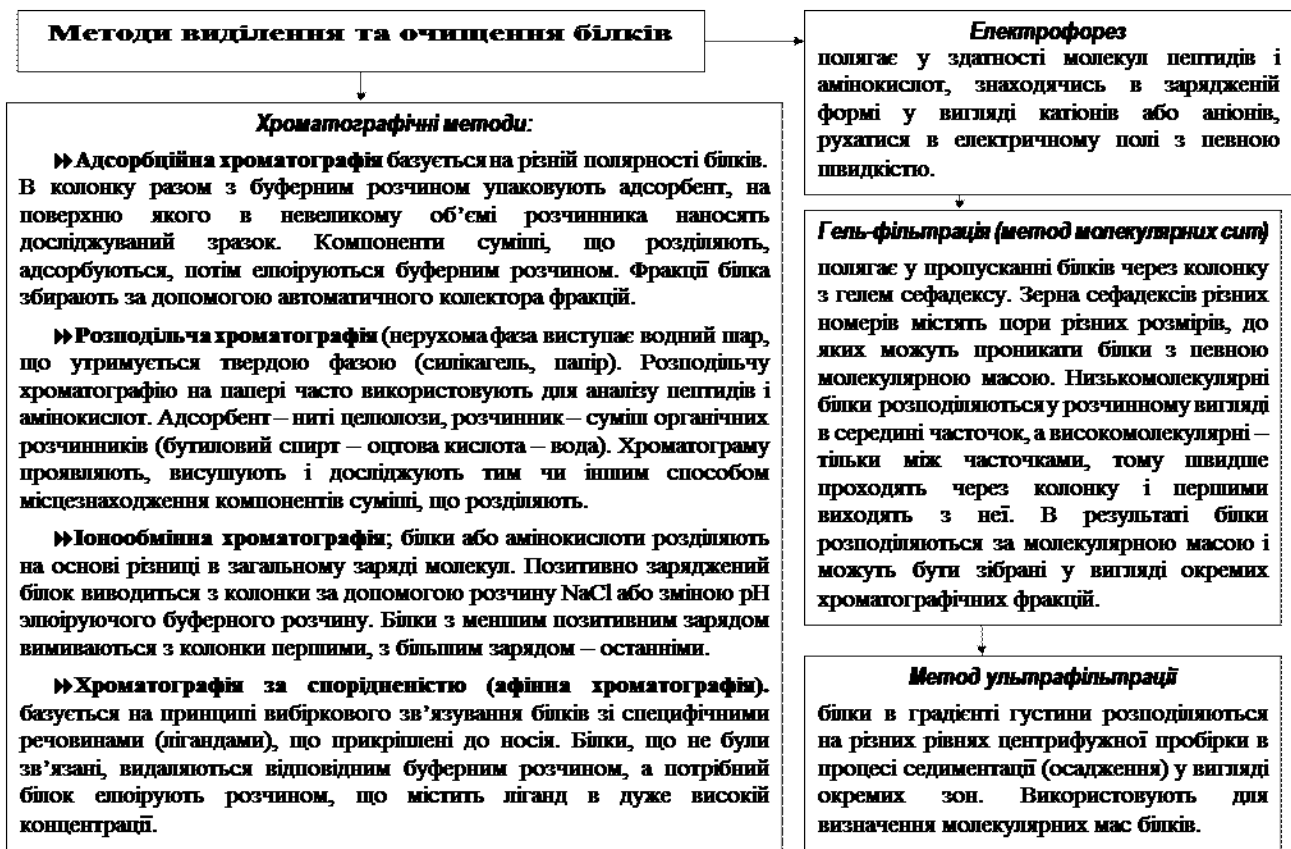 Методи виділення та очищення білків
Хроматографічні методи:
▸▸Адсорбційна хроматографія базується на різній полярності білків.
В колонку разом з буферним розчином упаковують адсорбент, на
поверхню якого в невеликому об’ємі розчинника наносять
досліджуваний зразок. Компоненти суміші, що розділяють,
адсорбуються, потім елюіруються буферним розчином. Фракції білка
збирають за допомогою автоматичного колектора фракцій.
▸▸Розподільча хроматографія (нерухома фаза виступає водний шар,
що утримується твердою фазою (силікагель, папір). Розподільчу
хроматографію на папері часто використовують для аналізу пептидів і
амінокислот. Адсорбент – ниті целюлози, розчинник – суміш органічних
розчинників (бутиловий спирт – оцтова кислота – вода). Хроматограму
проявляють, висушують і досліджують тим чи іншим способом
місцезнаходження компонентів суміші, що розділяють.
▸▸Іонообмінна хроматографія; білки або амінокислоти розділяють
на основі різниці в загальному заряді молекул. Позитивно заряджений
білок виводиться з колонки за допомогою розчину NaCl або зміною рН
элюіруючого буферного розчину. Білки з меншим позитивним зарядом
вимиваються з колонки першими, з більшим зарядом – останніми.
▸▸Хроматографія за спорідненістю (афінна хроматографія).
базується на принципі вибіркового зв’язування білків зі специфічними
речовинами (лігандами), що прикріплені до носія. Білки, що не були
зв’язані, видаляються відповідним буферним розчином, а потрібний
білок елюірують розчином, що містить ліганд в дуже високій
концентрації.
Електрофорез
полягає у здатності молекул пептидів і
амінокислот, знаходячись в зарядженій
формі у вигляді катіонів або аніонів,
рухатися в електричному полі з певною
швидкістю.
Гель-фільтрація (метод молекулярних сит)
полягає у пропусканні білків через колонку
з гелем сефадексу. Зерна сефадексів різних
номерів містять пори різних розмірів, до
яких можуть проникати білки з певною
молекулярною масою. Низькомолекулярні
білки розподіляються у розчинному вигляді
в середині часточок, а високомолекулярні –
тільки між часточками, тому швидше
проходять через колонку і першими
виходять з неї. В результаті білки
розподіляються за молекулярною масою і
можуть бути зібрані у вигляді окремих
хроматографічних фракцій.
Метод ультрафільтрації
білки в градієнті густини розподіляються
на різних рівнях центрифужної пробірки в
процесі седиментації (осадження) у вигляді
окремих зон. Використовують для
визначення молекулярних мас білків.